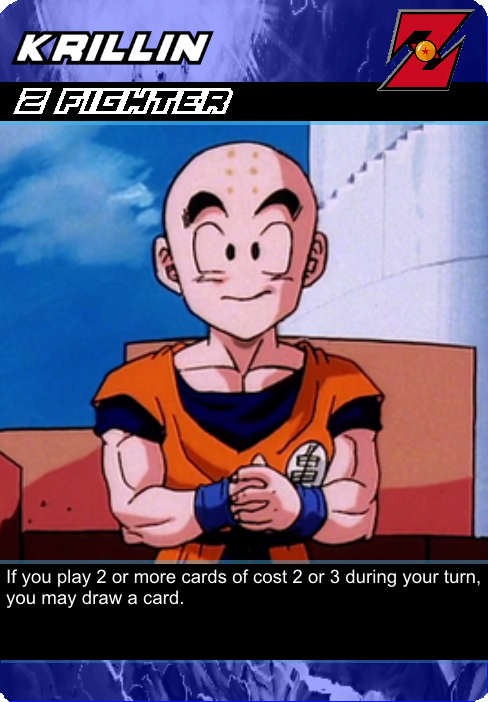 KRILLIN
Z FIGHTER
If you play 2 or more cards of cost 2 or 3 during your turn,
you may draw a card.